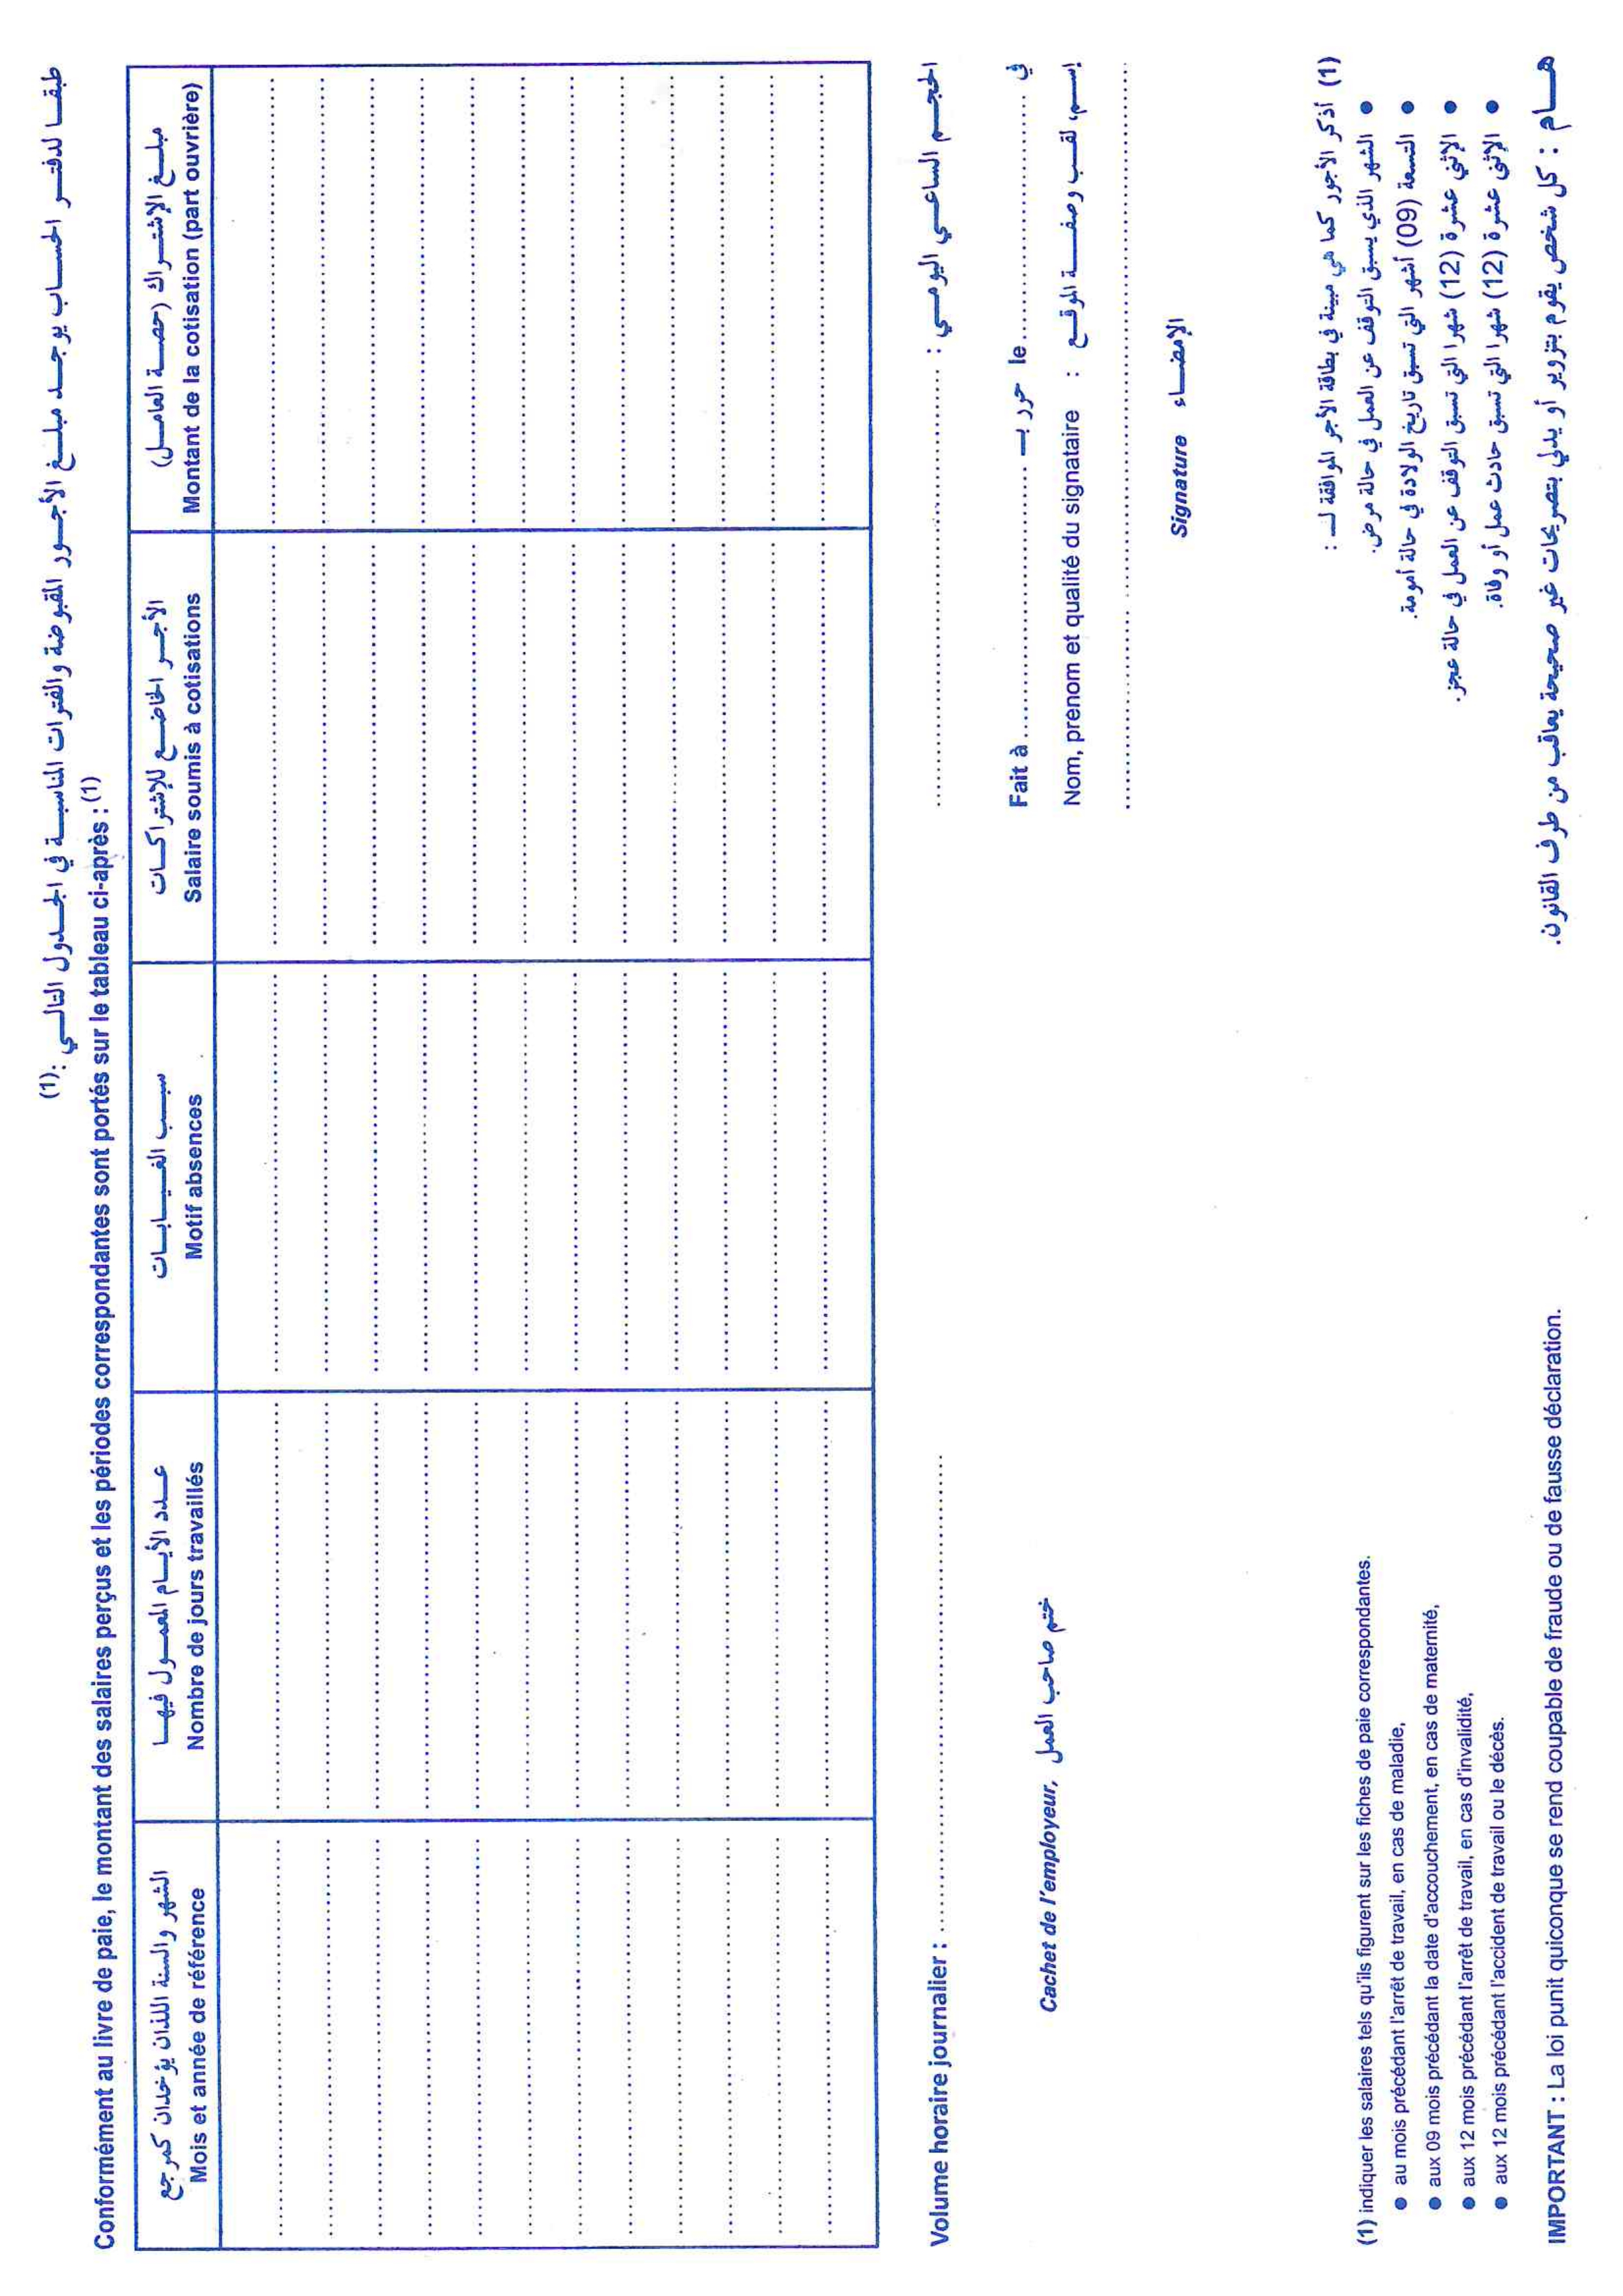 طبقا لدفتر الحساب يوجد مبلغ الأجور المقبوضة والفترات المناسبة في الجدول التالي :(1)
Conformément au livre de paie, le montant des salaires perçus et les périodes correspondantes sont portés sur le tableau ci-après : (1)
الشهر والسنة اللذان يؤخذان كمرجع
Mois et année de référence
عدد الأيام المعمول فيها
Nombre de jours travaillés
سبب الغيابات
Motif absences
الأجر الخاضع للإشتراكات
Salaire soumis à cotisations
مبلغ الإشتراك (حصة العامل)
Montant de la cotisation (part ouvrière)
Volume horaire journalier : .......... : الحجم الساعي اليومي
Fait à .......... حرر بـ le .......... في
Cachet de l'employeur, ختم صاحب العمل
Nom, prenom et qualité du signataire : إسم، لقب وصفة الموقع
Signature الإمضاء
(1) أذكر الأجور كما هي مبينة في بطاقة الأجر الموافقة لـ :
● الشهر الذي يسبق التوقف عن العمل في حالة مرض.
● التسعة (09) أشهر التي تسبق تاريخ الولادة في حالة أمومة.
● الإثني عشرة (12) شهرا التي تسبق التوقف عن العمل في حالة عجز.
● الإثنى عشرة (12) شهرا التي تسبق حادث عمل أو وفاة.
(1) indiquer les salaires tels qu'ils figurent sur les fiches de paie correspondantes.
● au mois précédant l'arrêt de travail, en cas de maladie,
● aux 09 mois précédant la date d'accouchement, en cas de maternité,
● aux 12 mois précédant l'arrêt de travail, en cas d'invalidité,
● aux 12 mois précédant l'accident de travail ou le décès.
هـام : كل شخص يقوم بتزوير أو يدلي بتصريحات غير صحيحة يعاقب من طرف القانون.
IMPORTANT : La loi punit quiconque se rend coupable de fraude ou de fausse déclaration.